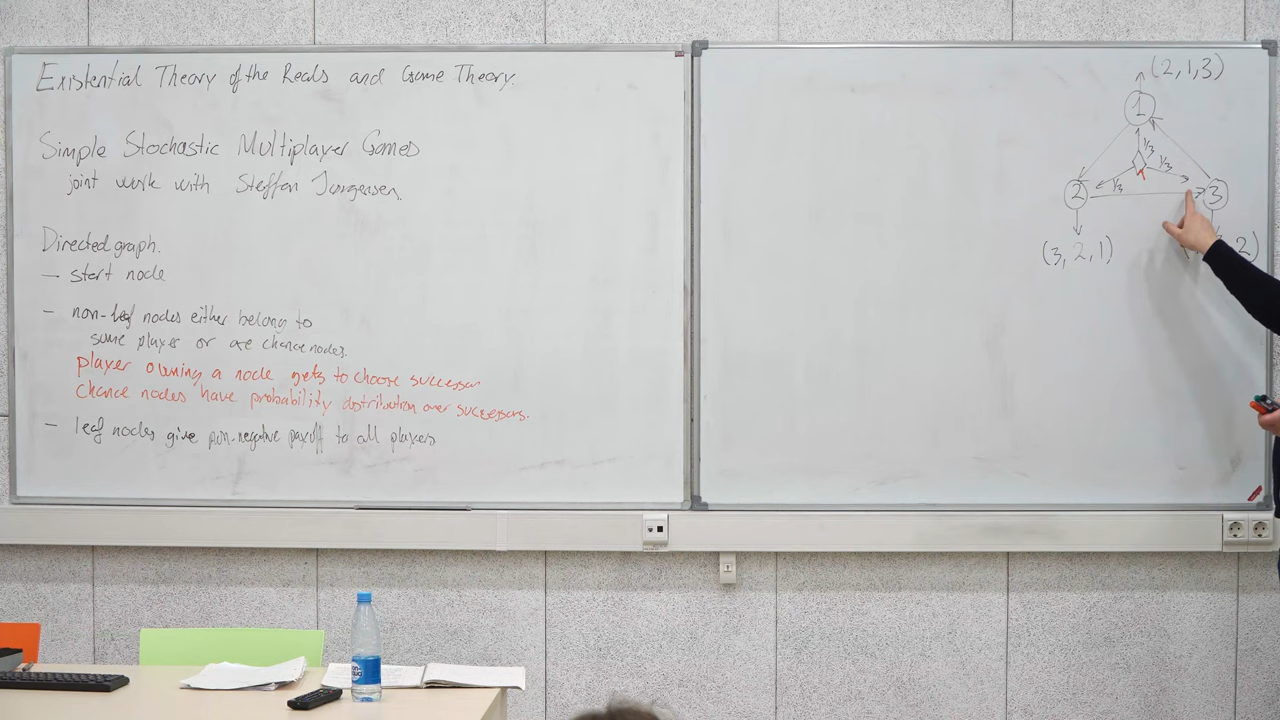 Existential Theory of the Reals and Game Theory.
Simple Stochastic Multiplayer Games
joint work with Steffan Jurgensen.
Directed graph.
— start node
— non-leaf nodes either belong to
some player or are chance nodes.
player owning a node gets to choose successor
chance nodes have probability distribution over successors.
— leaf nodes give non-negative payoff to all players
(2,1,3)
1
1/3
1/3
1/3
2
3
(3,2,1)
2)